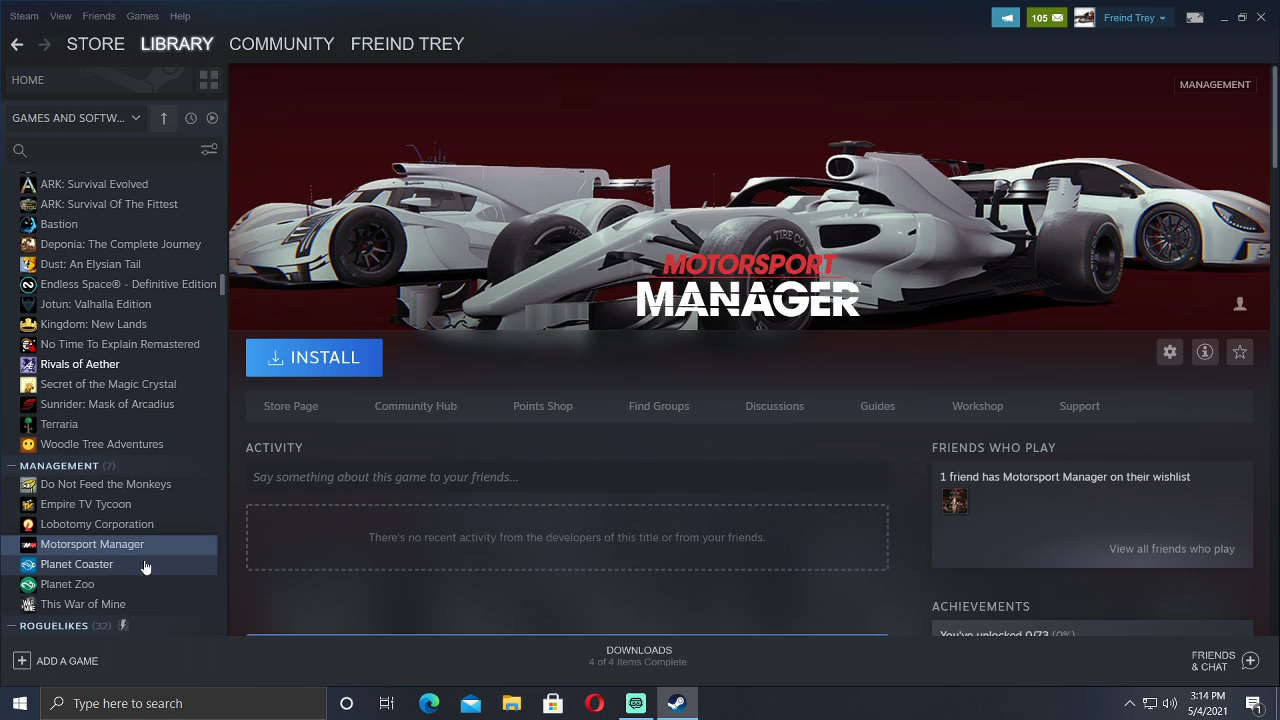 Steam View Friends Games Help
105 Freind Trey
STORE LIBRARY COMMUNITY FREIND TREY
HOME
MANAGEMENT
GAMES AND SOFTW...
ARK: Survival Evolved
ARK: Survival Of The Fittest
Bastion
Deponia: The Complete Journey
Dust: An Elysian Tail
Endless Space® - Definitive Edition
Jotun: Valhalla Edition
Kingdom: New Lands
No Time To Explain Remastered
Rivals of Aether
Secret of the Magic Crystal
Sunrider: Mask of Arcadius
Terraria
Woodle Tree Adventures
MANAGEMENT (7)
Do Not Feed the Monkeys
Empire TV Tycoon
Lobotomy Corporation
Motorsport Manager
Planet Coaster
Planet Zoo
This War of Mine
ROGUELIKES (32)
TIRE CO
MOTORSPORT
MANAGER
INSTALL
Store Page Community Hub Points Shop Find Groups Discussions Guides Workshop Support
ACTIVITY
Say something about this game to your friends...
There's no recent activity from the developers of this title or from your friends.
FRIENDS WHO PLAY
1 friend has Motorsport Manager on their wishlist
View all friends who play
ACHIEVEMENTS
You've unlocked 0/73 (0%)
ADD A GAME
DOWNLOADS
4 of 4 Items Complete
FRIENDS
& CHAT
Type here to search
3:14 PM
5/4/2021
1